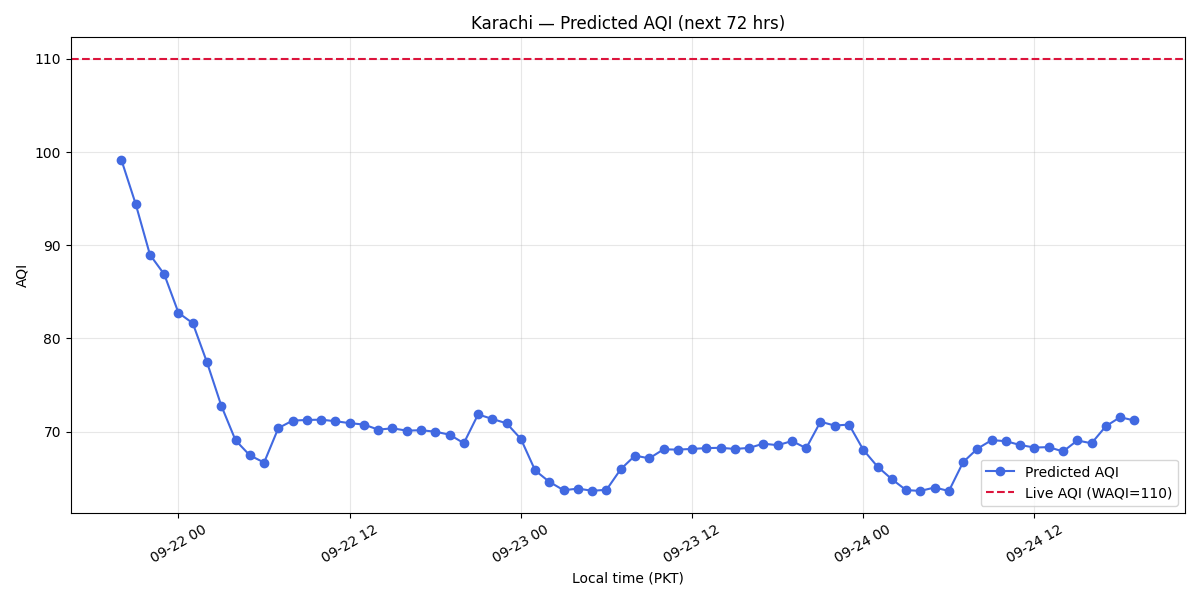 Karachi — Predicted AQI (next 72 hrs)
AQI
110
100
90
80
70
Predicted AQI
Live AQI (WAQI=110)
09-22 00
09-22 12
09-23 00
09-23 12
09-24 00
09-24 12
Local time (PKT)